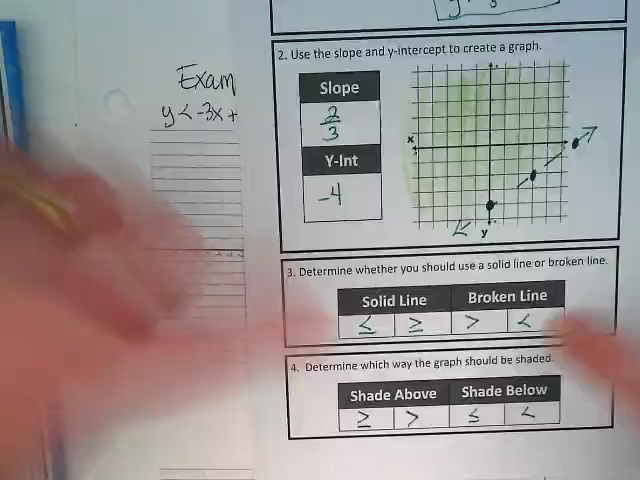 2. Use the slope and y-intercept to create a graph.
Exam
y < -3x +
Slope
2/3
Y-Int
-4
x
y
3. Determine whether you should use a solid line or broken line.
Solid Line Broken Line
≤ ≥ > <
4. Determine which way the graph should be shaded.
Shade Above Shade Below
≥ > ≤ <